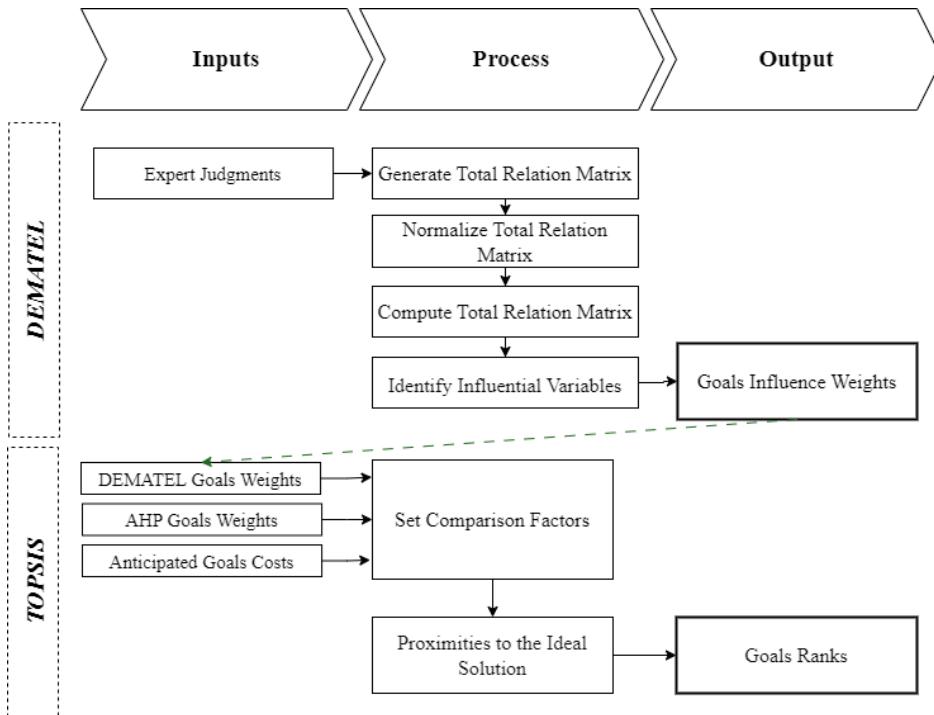 Inputs
Process
Output
DEMATEL
Expert Judgments
Generate Total Relation Matrix
Normalize Total Relation
Matrix
Compute Total Relation Matrix
Identify Influential Variables
Goals Influence Weights
TOPSIS
DEMATEL Goals Weights
AHP Goals Weights
Anticipated Goals Costs
Set Comparison Factors
Proximities to the Ideal
Solution
Goals Ranks